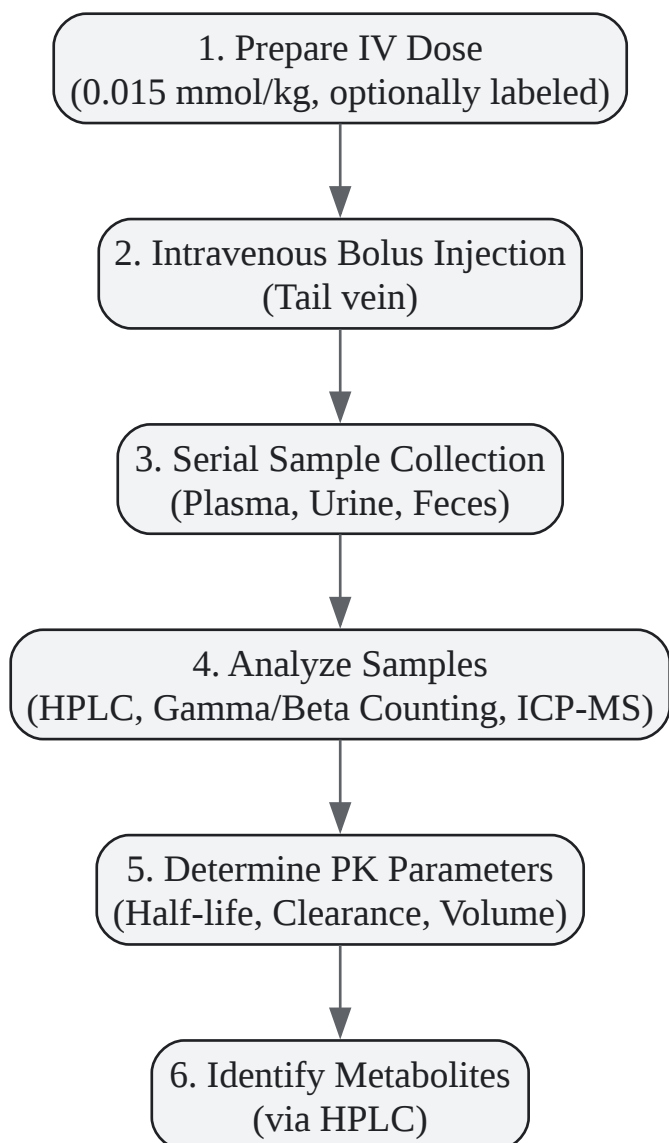 1. Prepare IV Dose
(0.015 mmol/kg, optionally labeled)
2. Intravenous Bolus Injection
(Tail vein)
3. Serial Sample Collection
(Plasma, Urine, Feces)
4. Analyze Samples
(HPLC, Gamma/Beta Counting, ICP-MS)
5. Determine PK Parameters
(Half-life, Clearance, Volume)
6. Identify Metabolites
(via HPLC)